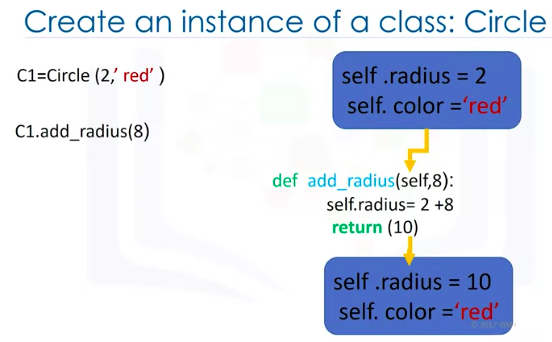 Create an instance of a class: Circle
C1=Circle (2,’ red’ )
C1.add_radius(8)
self .radius = 2
self. color =‘red’
def add_radius(self,8):
self.radius= 2 +8
return (10)
self .radius = 10
self. color =‘red’